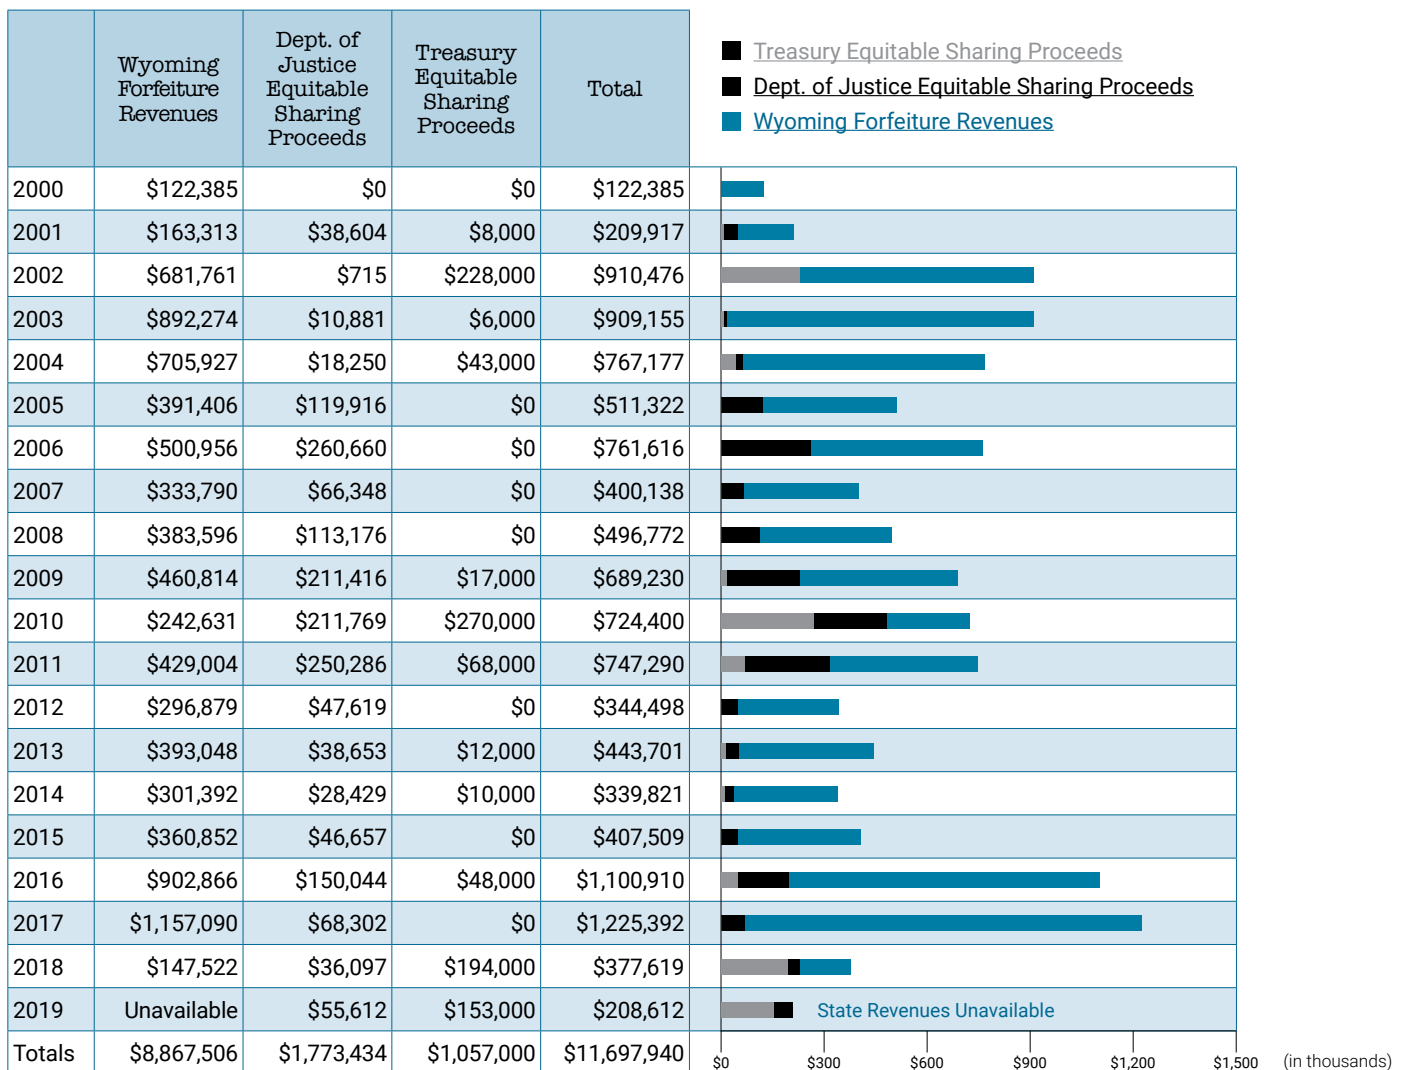 Wyoming
Forfeiture
Revenues
Dept. of
Justice
Equitable
Sharing
Proceeds
Treasury
Equitable
Sharing
Proceeds
Total
Treasury Equitable Sharing Proceeds
Dept. of Justice Equitable Sharing Proceeds
Wyoming Forfeiture Revenues
2000 $122,385 $0 $0 $122,385
2001 $163,313 $38,604 $8,000 $209,917
2002 $681,761 $715 $228,000 $910,476
2003 $892,274 $10,881 $6,000 $909,155
2004 $705,927 $18,250 $43,000 $767,177
2005 $391,406 $119,916 $0 $511,322
2006 $500,956 $260,660 $0 $761,616
2007 $333,790 $66,348 $0 $400,138
2008 $383,596 $113,176 $0 $496,772
2009 $460,814 $211,416 $17,000 $689,230
2010 $242,631 $211,769 $270,000 $724,400
2011 $429,004 $250,286 $68,000 $747,290
2012 $296,879 $47,619 $0 $344,498
2013 $393,048 $38,653 $12,000 $443,701
2014 $301,392 $28,429 $10,000 $339,821
2015 $360,852 $46,657 $0 $407,509
2016 $902,866 $150,044 $48,000 $1,100,910
2017 $1,157,090 $68,302 $0 $1,225,392
2018 $147,522 $36,097 $194,000 $377,619
2019 Unavailable $55,612 $153,000 $208,612 State Revenues Unavailable
Totals $8,867,506 $1,773,434 $1,057,000 $11,697,940
$0 $300 $600 $900 $1,200 $1,500 (in thousands)